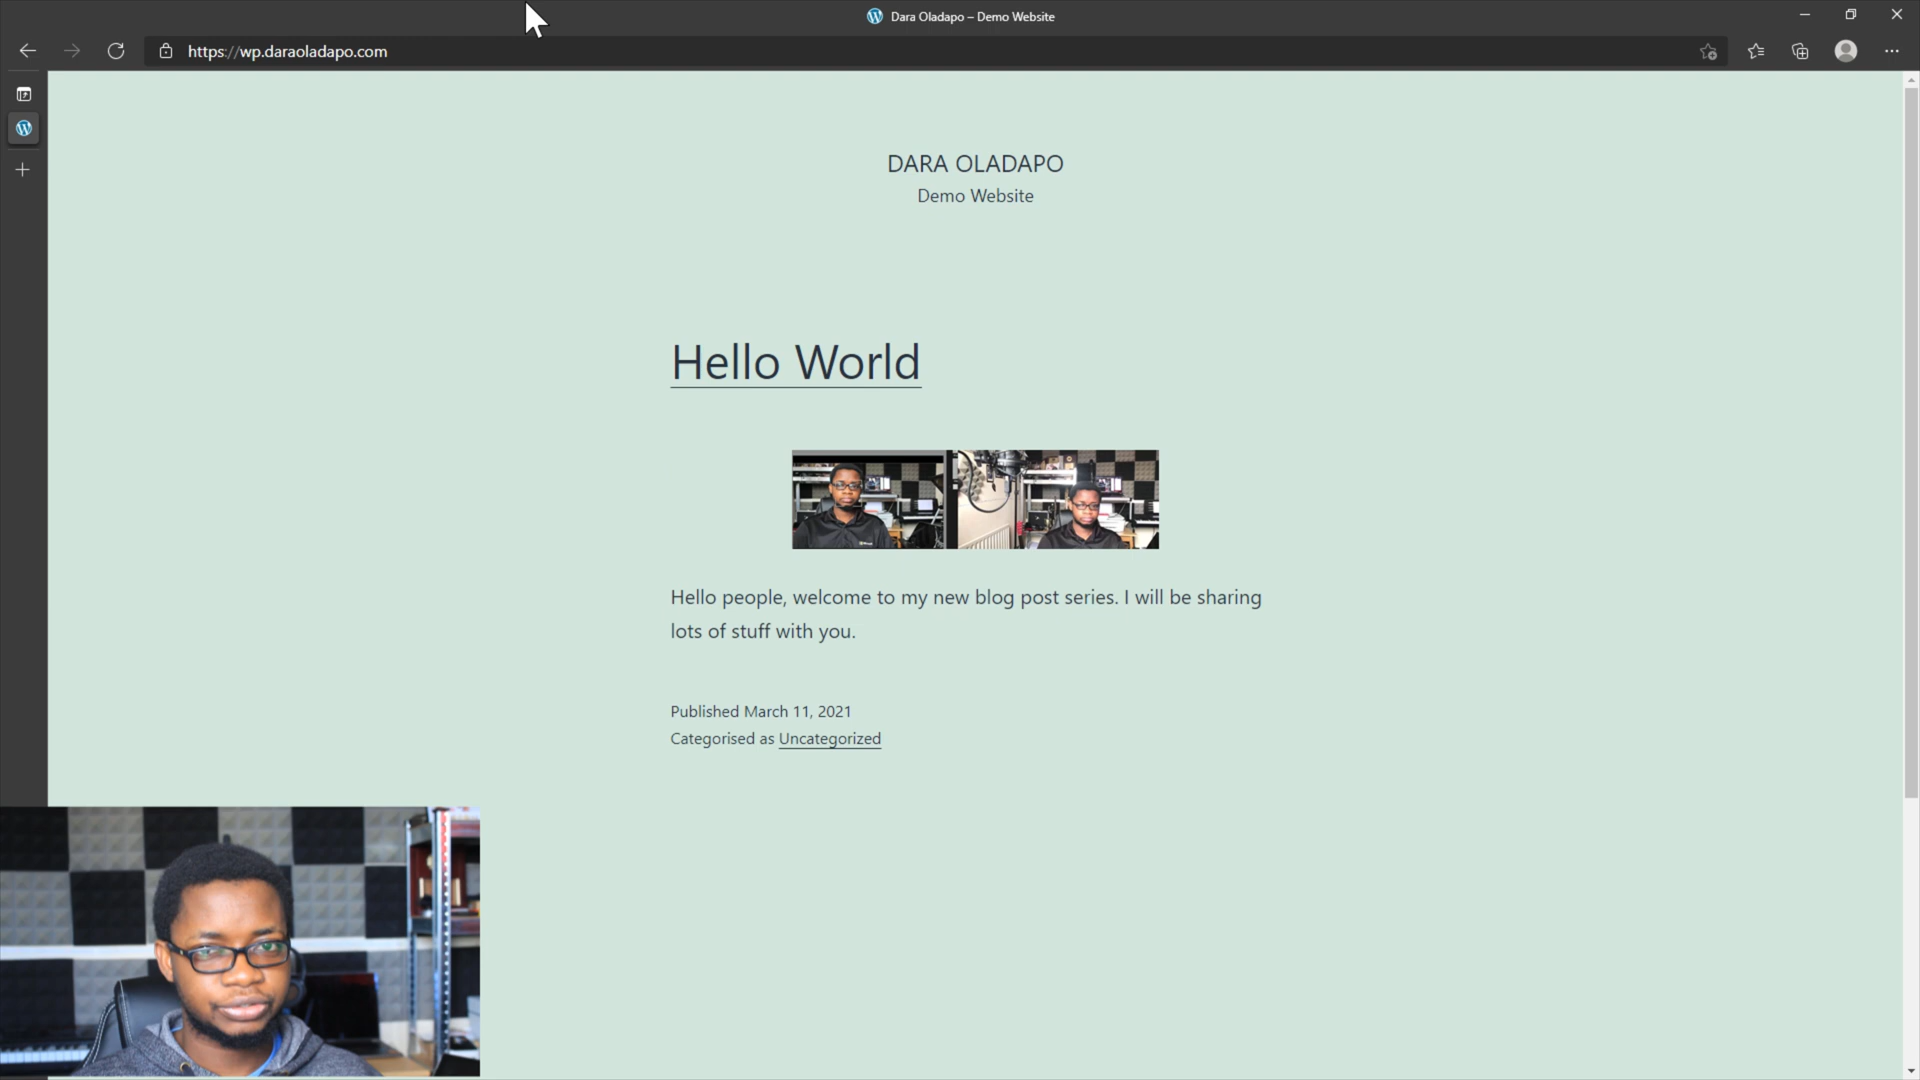 Dara Oladapo – Demo Website
https://wp.daraoladapo.com
DARA OLADAPO
Demo Website
Hello World
Hello people, welcome to my new blog post series. I will be sharing
lots of stuff with you.
Published March 11, 2021
Categorised as Uncategorized